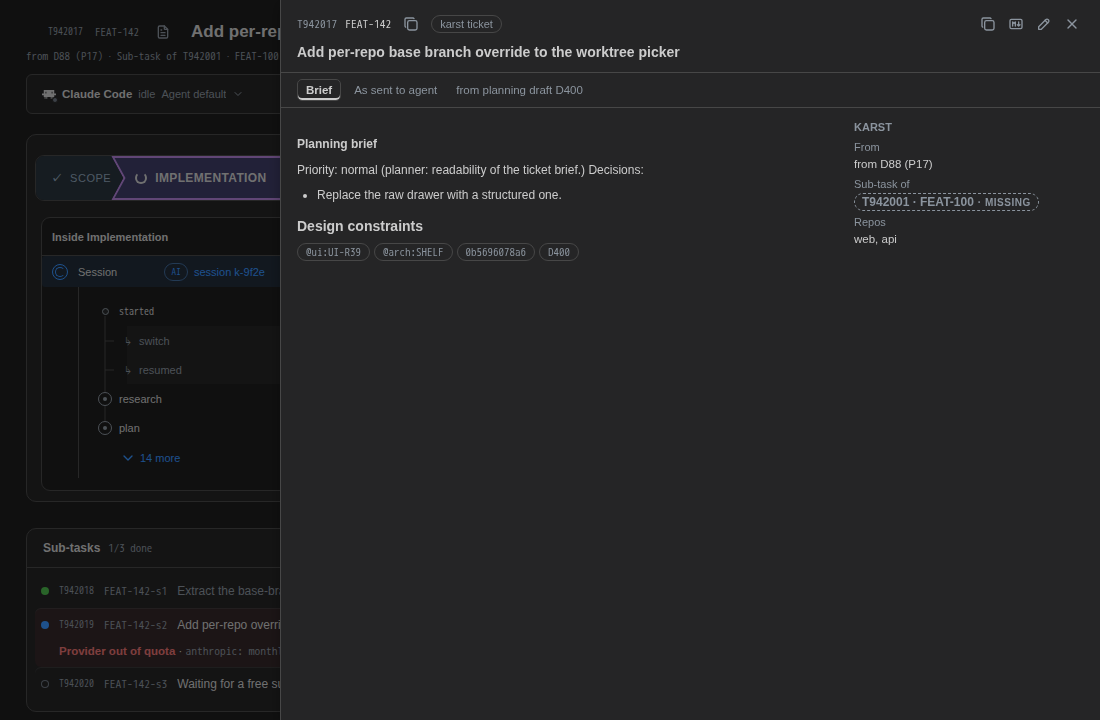 T942017 FEAT-142 Add per-rep
from D88 (P17) · Sub-task of T942001 · FEAT-100
Claude Code idle Agent default
SCOPE IMPLEMENTATION
Inside Implementation
Session AI session k-9f2e
started
↳ switch
↳ resumed
research
plan
14 more
Sub-tasks 1/3 done
T942018 FEAT-142-s1 Extract the base-br
T942019 FEAT-142-s2 Add per-repo overri
Provider out of quota · anthropic: monthl
T942020 FEAT-142-s3 Waiting for a free su
T942017 FEAT-142 karst ticket
Add per-repo base branch override to the worktree picker
Brief As sent to agent from planning draft D400
Planning brief
Priority: normal (planner: readability of the ticket brief.) Decisions:
• Replace the raw drawer with a structured one.
Design constraints
@ui:UI-R39 @arch:SHELF 0b5696078a6 D400
KARST
From
from D88 (P17)
Sub-task of
T942001 · FEAT-100 · MISSING
Repos
web, api